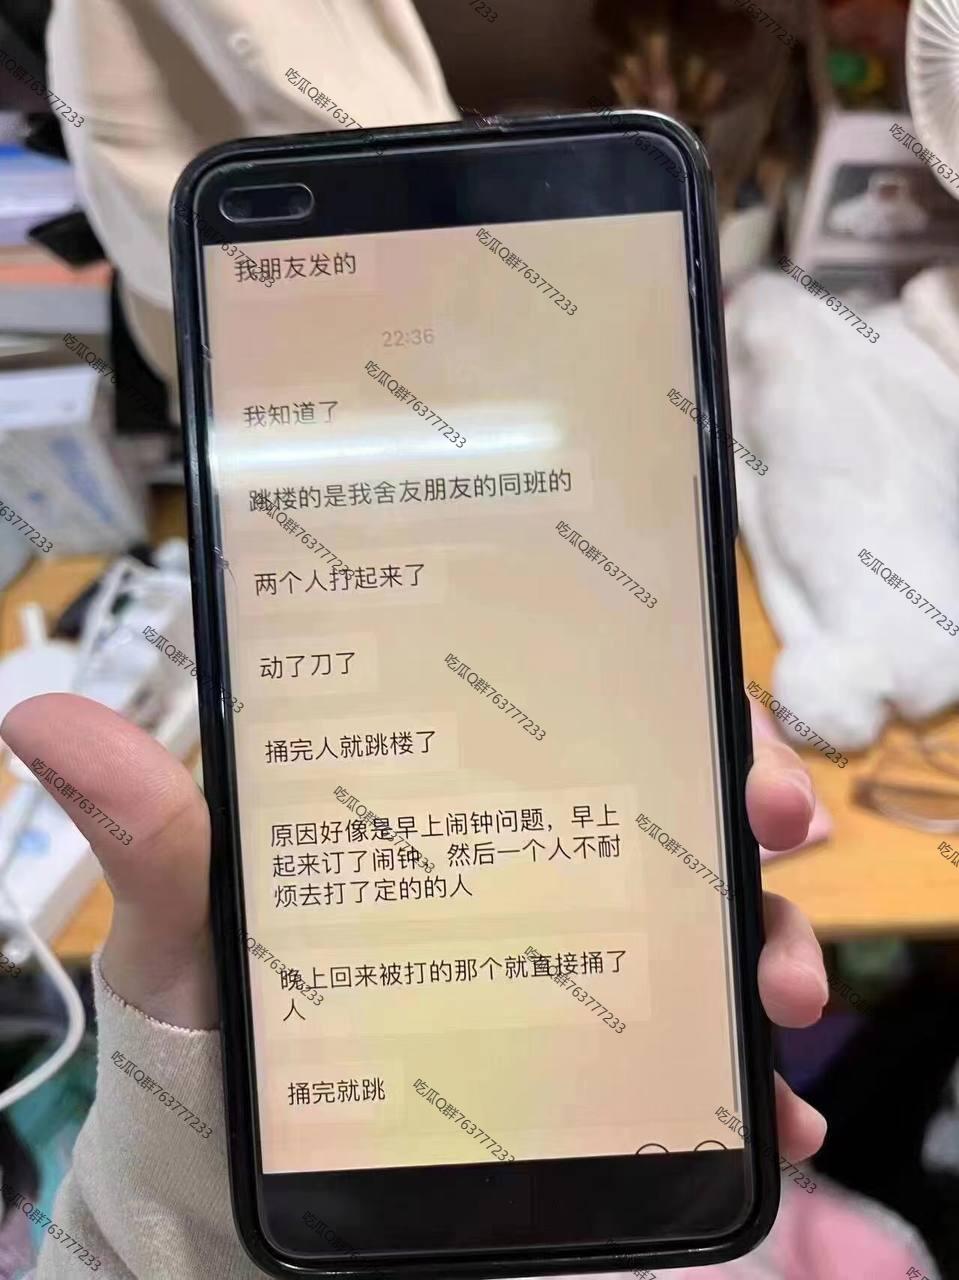 我朋友发的
22:36
我知道了
跳楼的是我舍友朋友的同班的
两个人打起来了
动了刀了
捅完人就跳楼了
原因好像是早上闹钟问题，早上
起来订了闹钟，然后一个人不耐
烦去打了定的的人
晚上回来被打的那个就直接捅了
人
捅完就跳
吃瓜Q群763777233